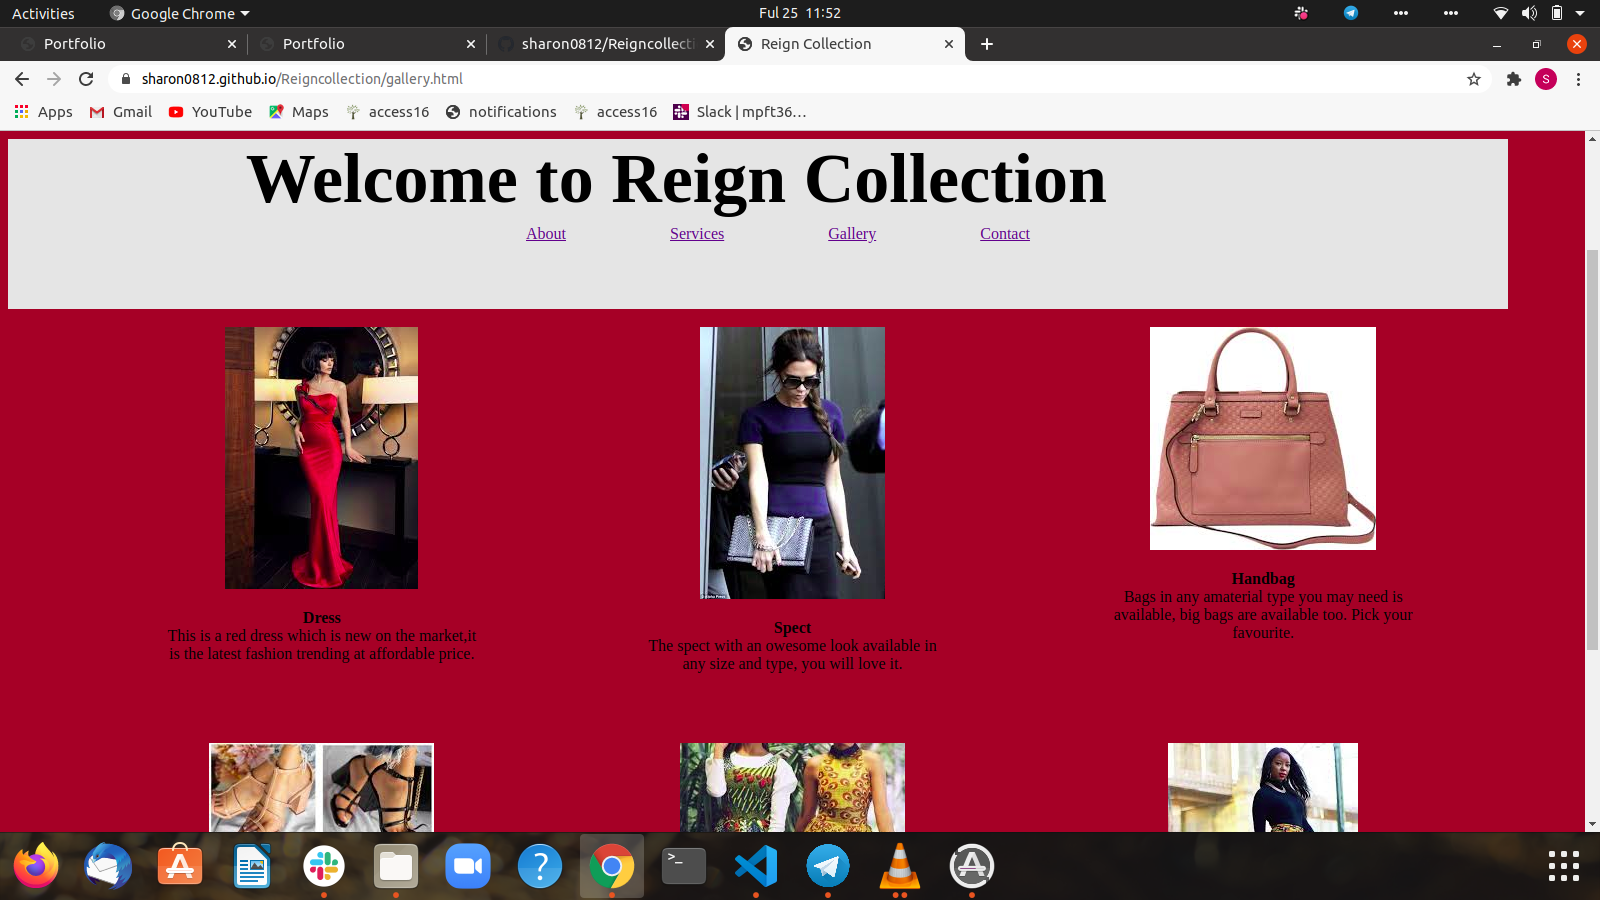 Activities
Google Chrome
Ful 25 11:52
Portfolio
Portfolio
sharon0812/Reigncollecti
Reign Collection
sharon0812.github.io/Reigncollection/gallery.html
S
Apps
Gmail
YouTube
Maps
access16
notifications
access16
Slack | mpft36...
Welcome to Reign Collection
About
Services
Gallery
Contact
Dress
This is a red dress which is new on the market,it
is the latest fashion trending at affordable price.
Spect
The spect with an owesome look available in
any size and type, you will love it.
Handbag
Bags in any amaterial type you may need is
available, big bags are available too. Pick your
favourite.